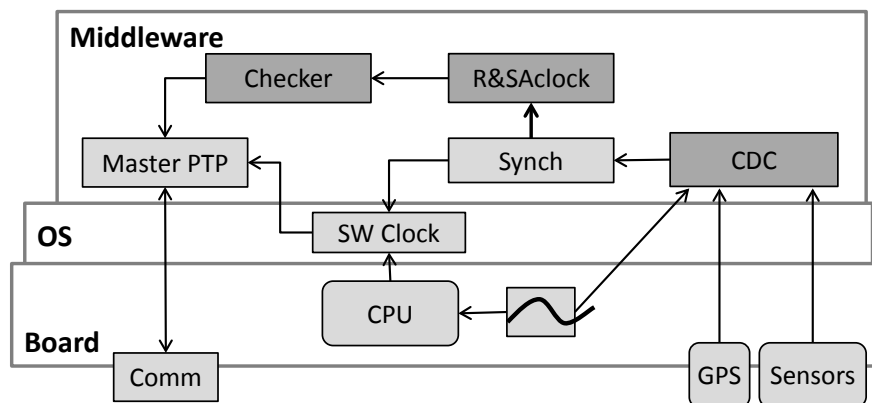 Middleware
Checker
R&SAclock
Master PTP
Synch
CDC
OS
SW Clock
CPU
Board
Comm
GPS
Sensors